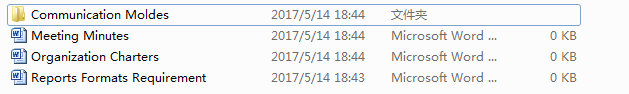 Communication Moldes 2017/5/14 18:44 文件夹
Meeting Minutes 2017/5/14 18:44 Microsoft Word ... 0 KB
Organization Charters 2017/5/14 18:44 Microsoft Word ... 0 KB
Reports Formats Requirement 2017/5/14 18:43 Microsoft Word ... 0 KB